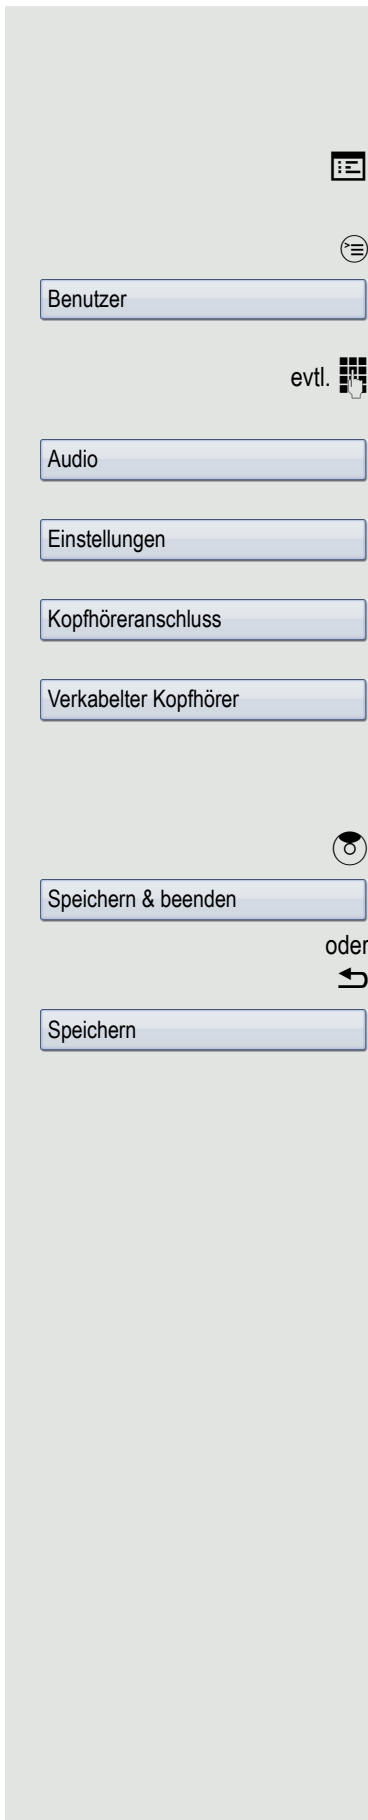 Benutzer
evtl.
Audio
Einstellungen
Kopfhöreranschluss
Verkabelter Kopfhörer
Speichern & beenden
oder
Speichern